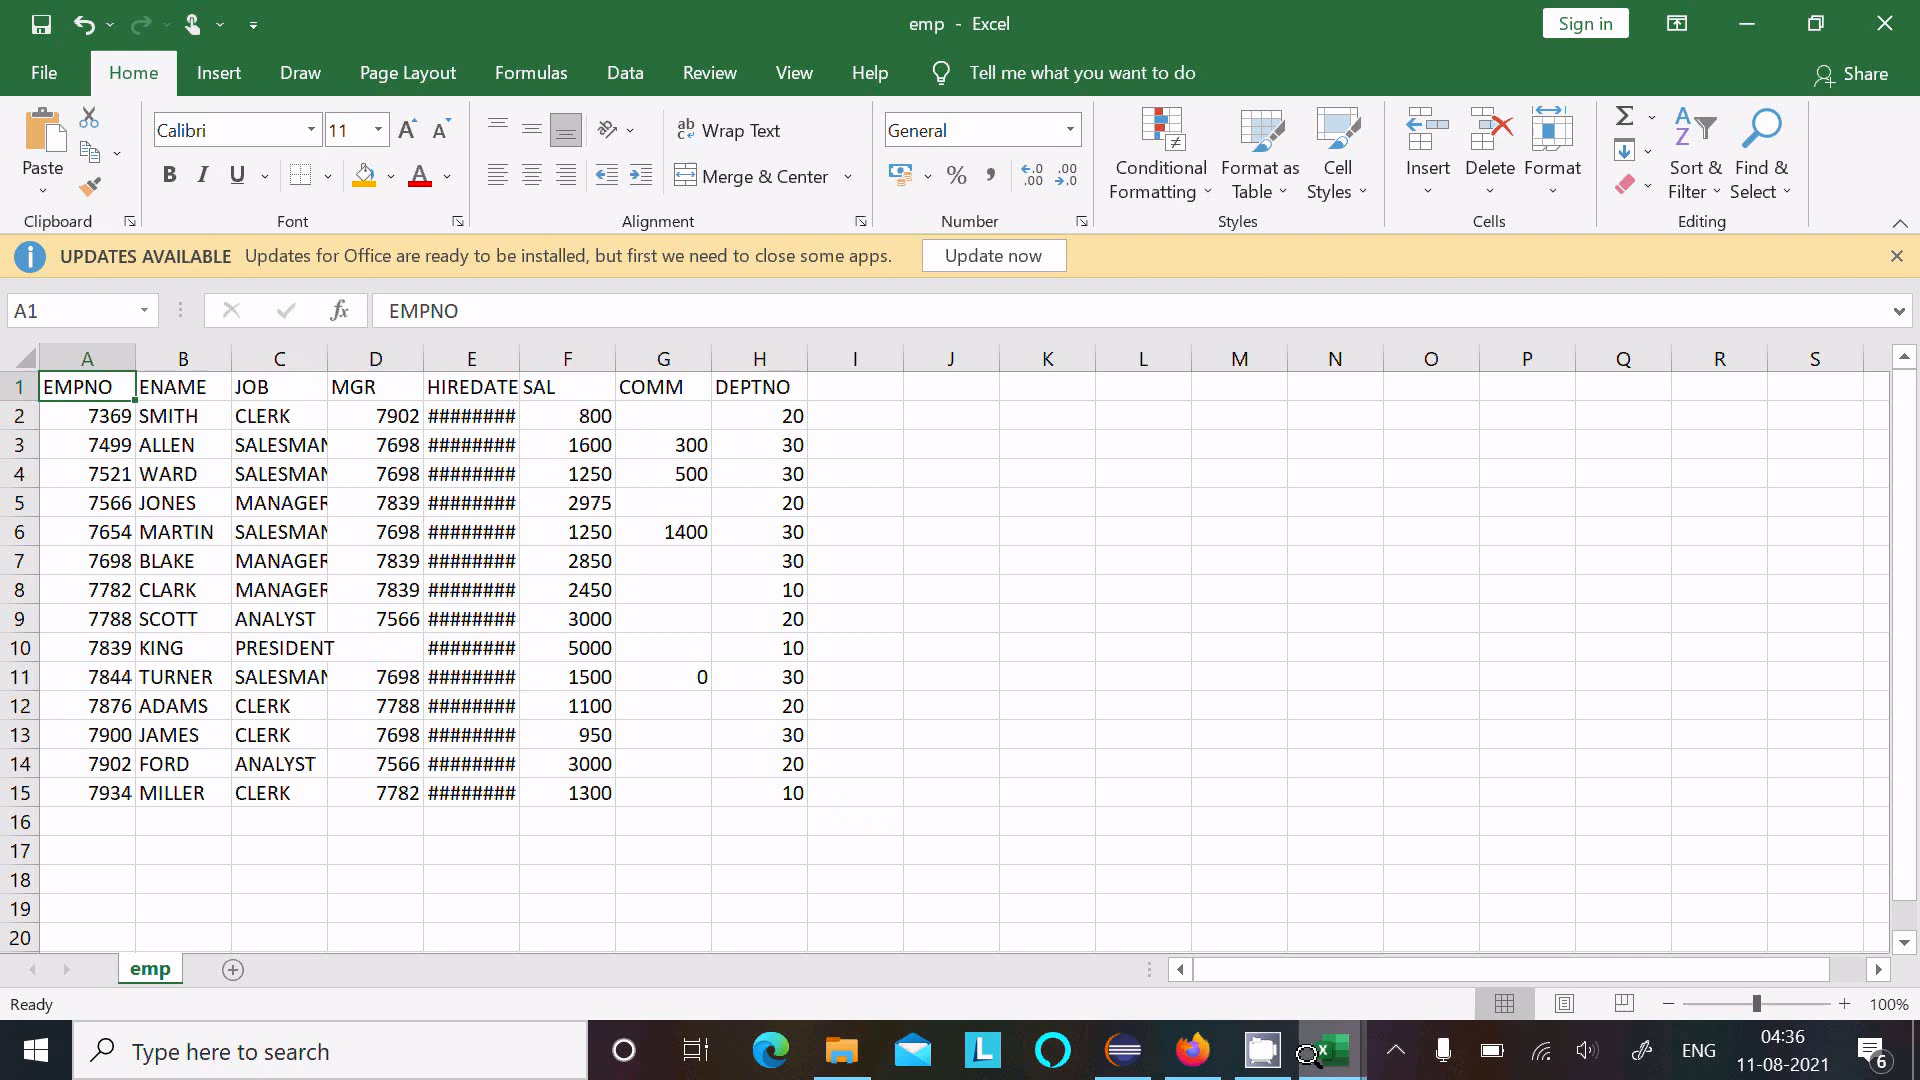 emp - Excel
Sign in
File Home Insert Draw Page Layout Formulas Data Review View Help Tell me what you want to do Share
Calibri 11 A A ab Wrap Text General
Paste B I U A Merge & Center % , Conditional Formatting Format as Table Cell Styles Insert Delete Format Sort & Filter Find & Select
Clipboard Font Alignment Number Styles Cells Editing
UPDATES AVAILABLE Updates for Office are ready to be installed, but first we need to close some apps. Update now
A1 fx EMPNO
A B C D E F G H I J K L M N O P Q R S
1 EMPNO ENAME JOB MGR HIREDATE SAL COMM DEPTNO
2 7369 SMITH CLERK 7902 ######## 800 20
3 7499 ALLEN SALESMAN 7698 ######## 1600 300 30
4 7521 WARD SALESMAN 7698 ######## 1250 500 30
5 7566 JONES MANAGER 7839 ######## 2975 20
6 7654 MARTIN SALESMAN 7698 ######## 1250 1400 30
7 7698 BLAKE MANAGER 7839 ######## 2850 30
8 7782 CLARK MANAGER 7839 ######## 2450 10
9 7788 SCOTT ANALYST 7566 ######## 3000 20
10 7839 KING PRESIDENT ######## 5000 10
11 7844 TURNER SALESMAN 7698 ######## 1500 0 30
12 7876 ADAMS CLERK 7788 ######## 1100 20
13 7900 JAMES CLERK 7698 ######## 950 30
14 7902 FORD ANALYST 7566 ######## 3000 20
15 7934 MILLER CLERK 7782 ######## 1300 10
16
17
18
19
20
emp
Ready 100%
Type here to search L ENG 04:36
11-08-2021 6